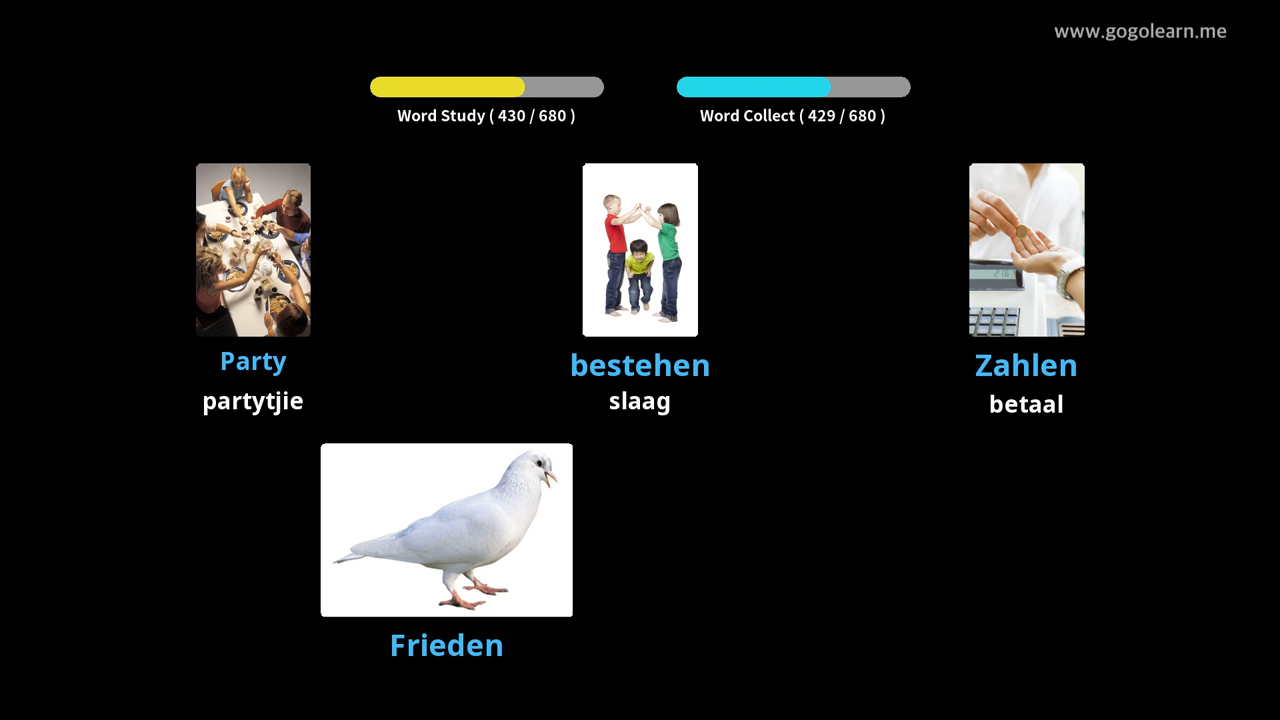 www.gogolearn.me
Word Study ( 430 / 680 )
Word Collect ( 429 / 680 )
Party
bestehen
Zahlen
partytjie
slaag
betaal
Frieden